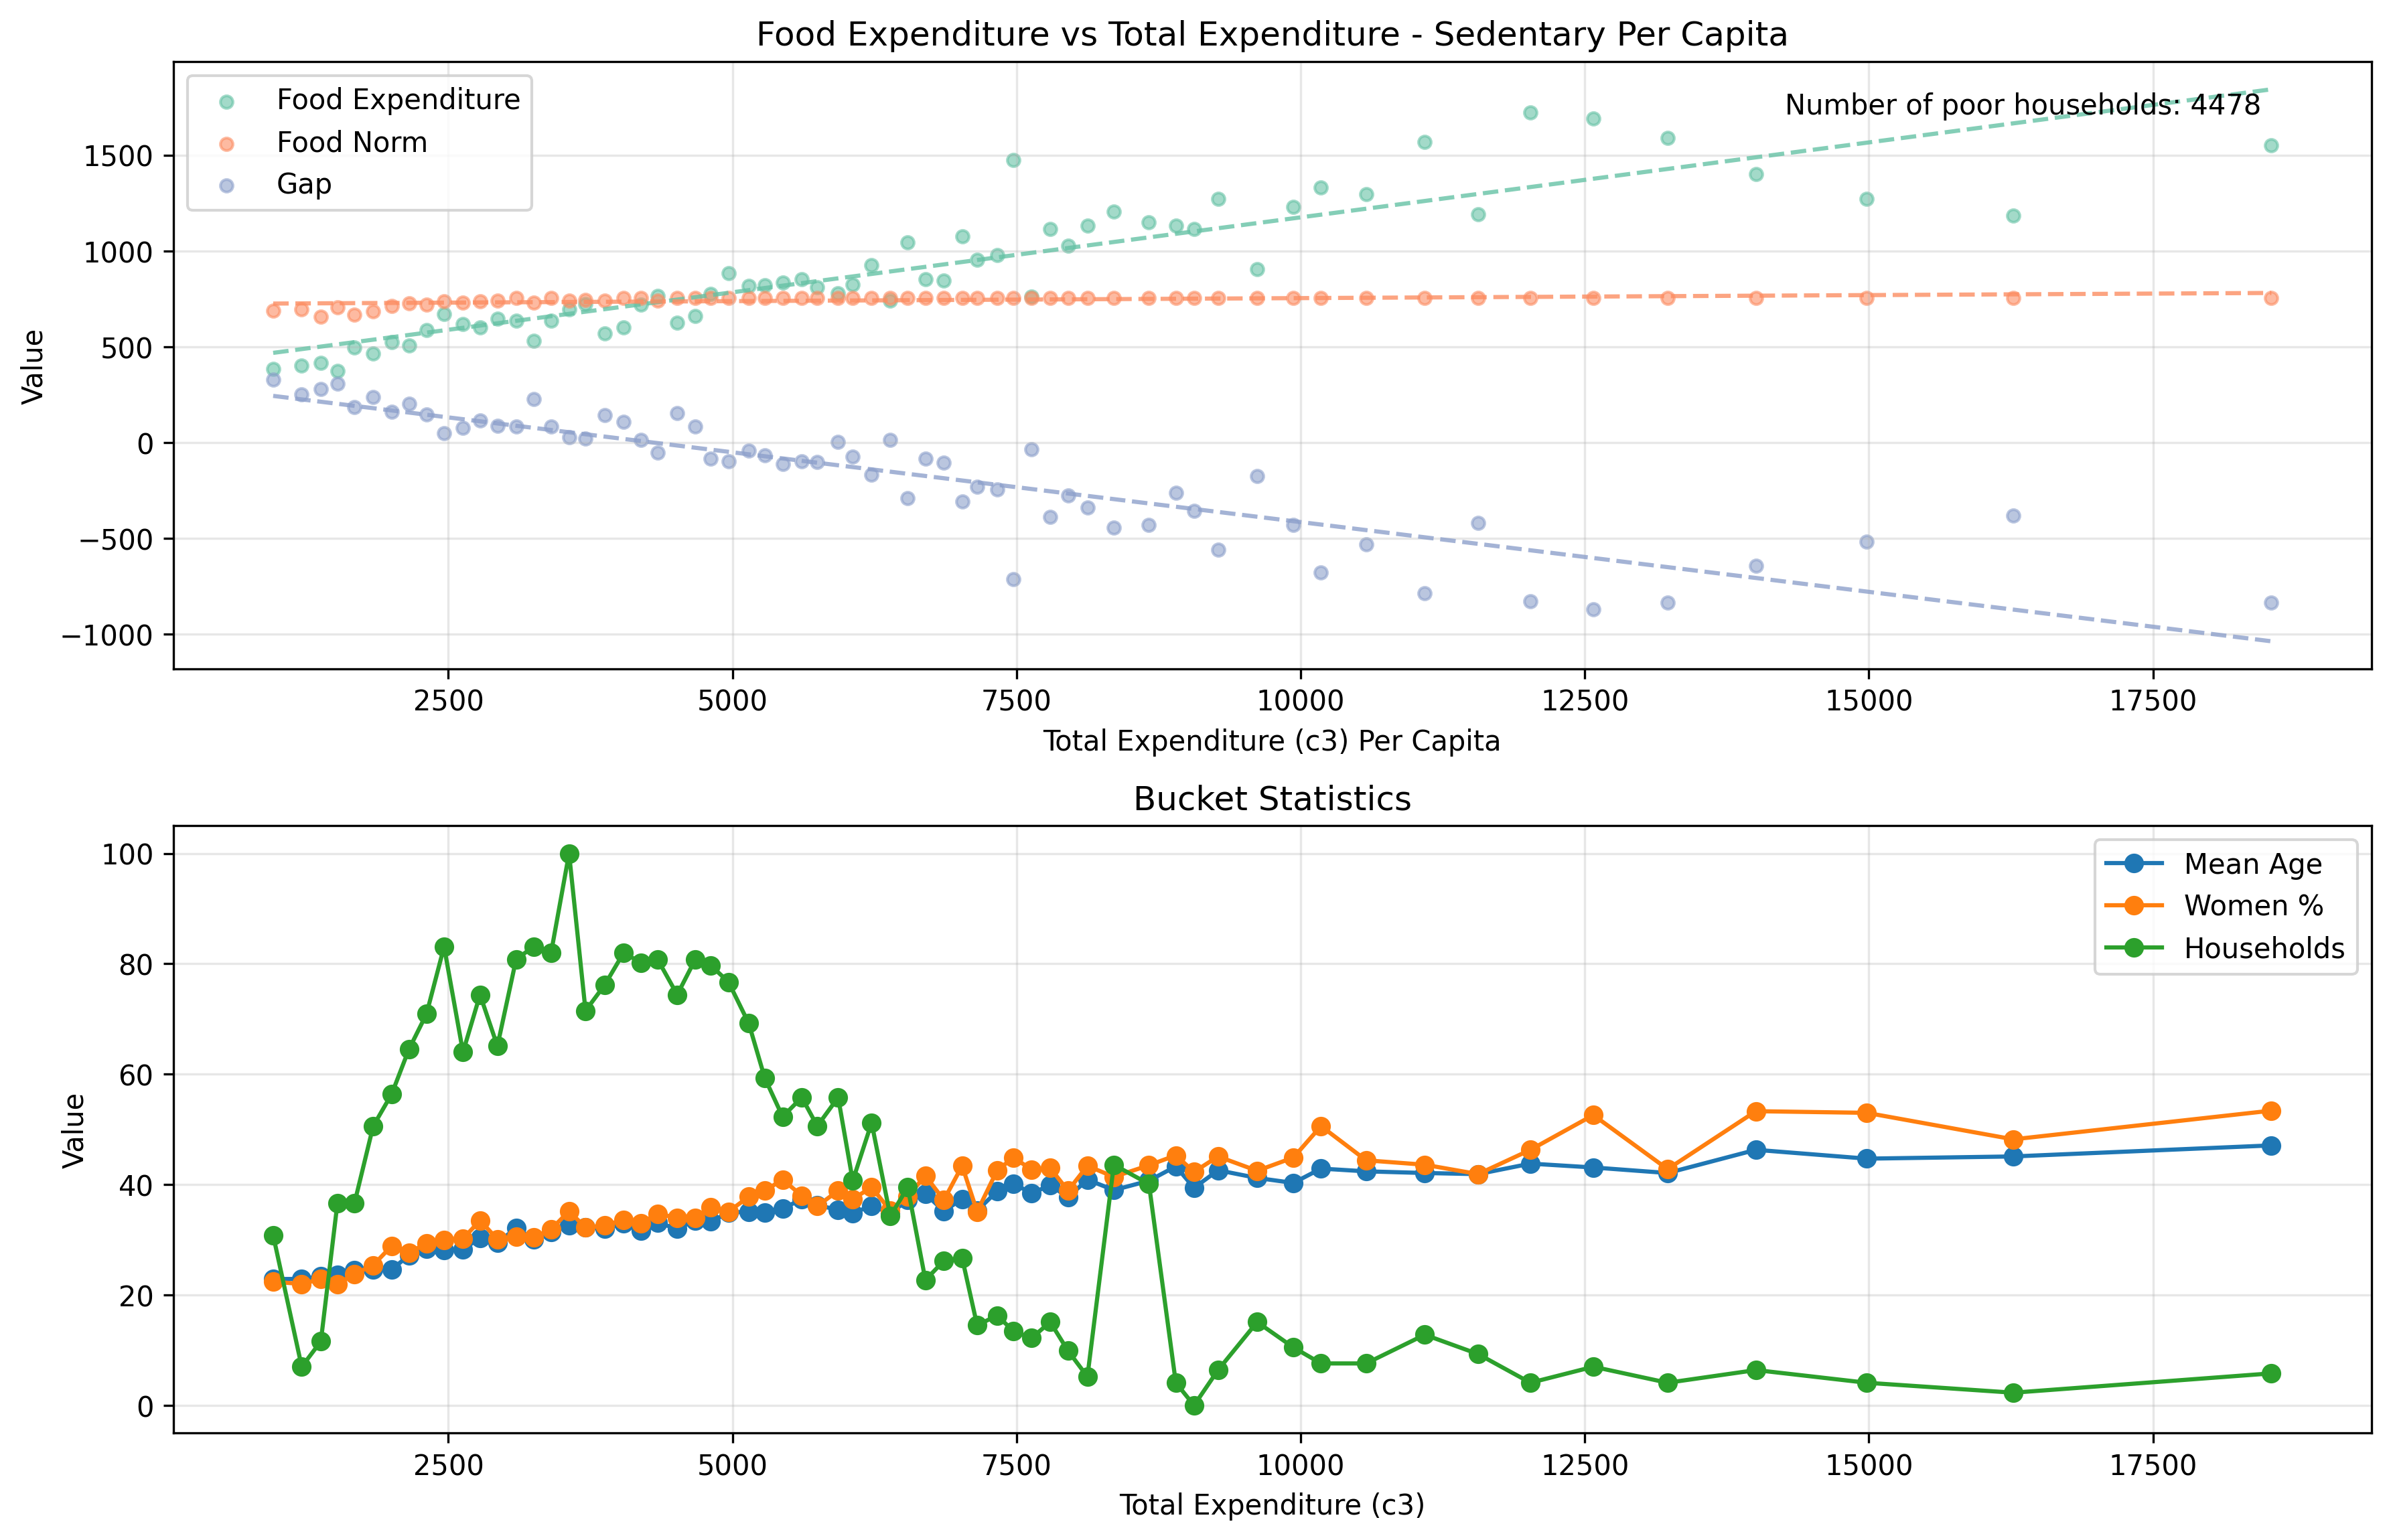 Food Expenditure vs Total Expenditure - Sedentary Per Capita
Food Expenditure
Food Norm
Gap
Number of poor households: 4478
1500
1000
500
0
−500
−1000
Value
2500 5000 7500 10000 12500 15000 17500
Total Expenditure (c3) Per Capita
Bucket Statistics
Mean Age
Women %
Households
100
80
60
40
20
0
Value
2500 5000 7500 10000 12500 15000 17500
Total Expenditure (c3)